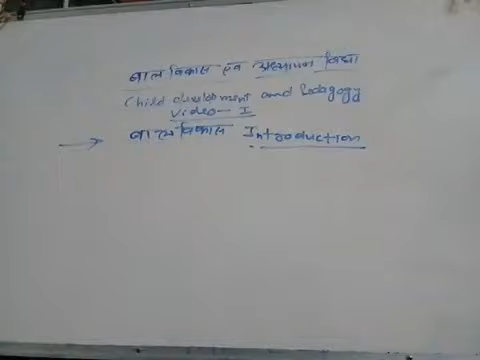 बाल विकास एवं अध्यापन विद्या
Child development and Pedagogy
Video - I
बाल विकास Introduction